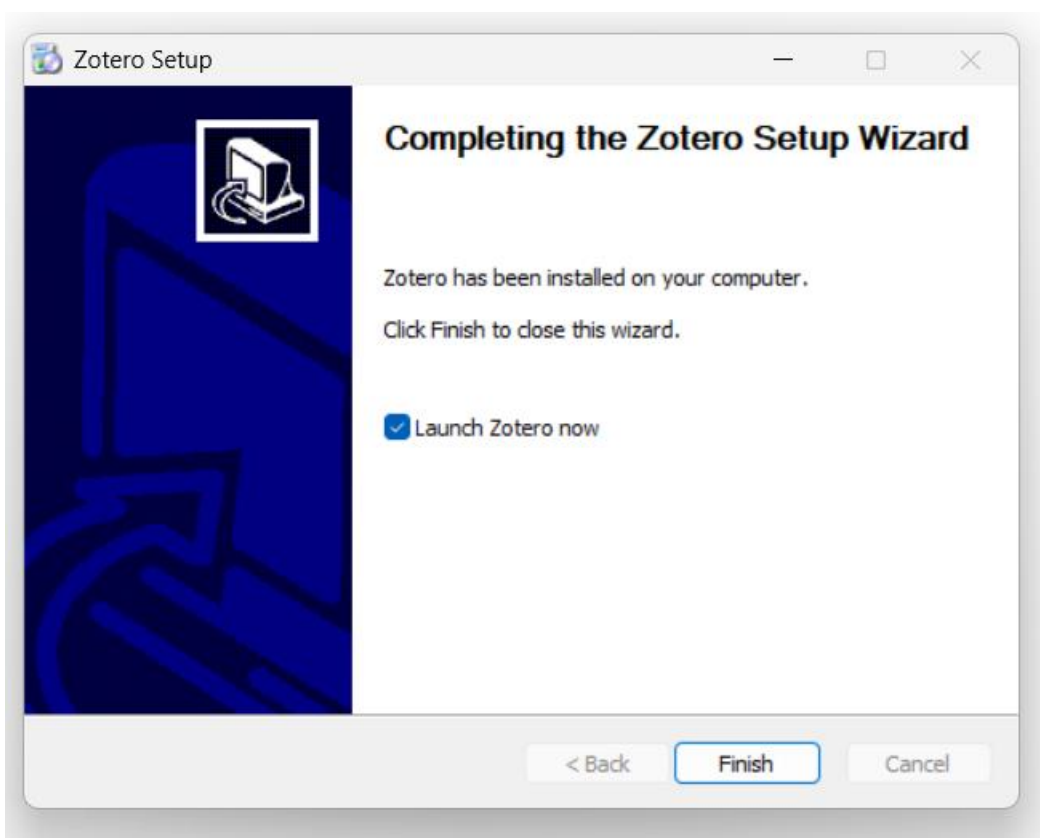 Zotero Setup
Completing the Zotero Setup Wizard
Zotero has been installed on your computer.
Click Finish to close this wizard.
Launch Zotero now
< Back
Finish
Cancel